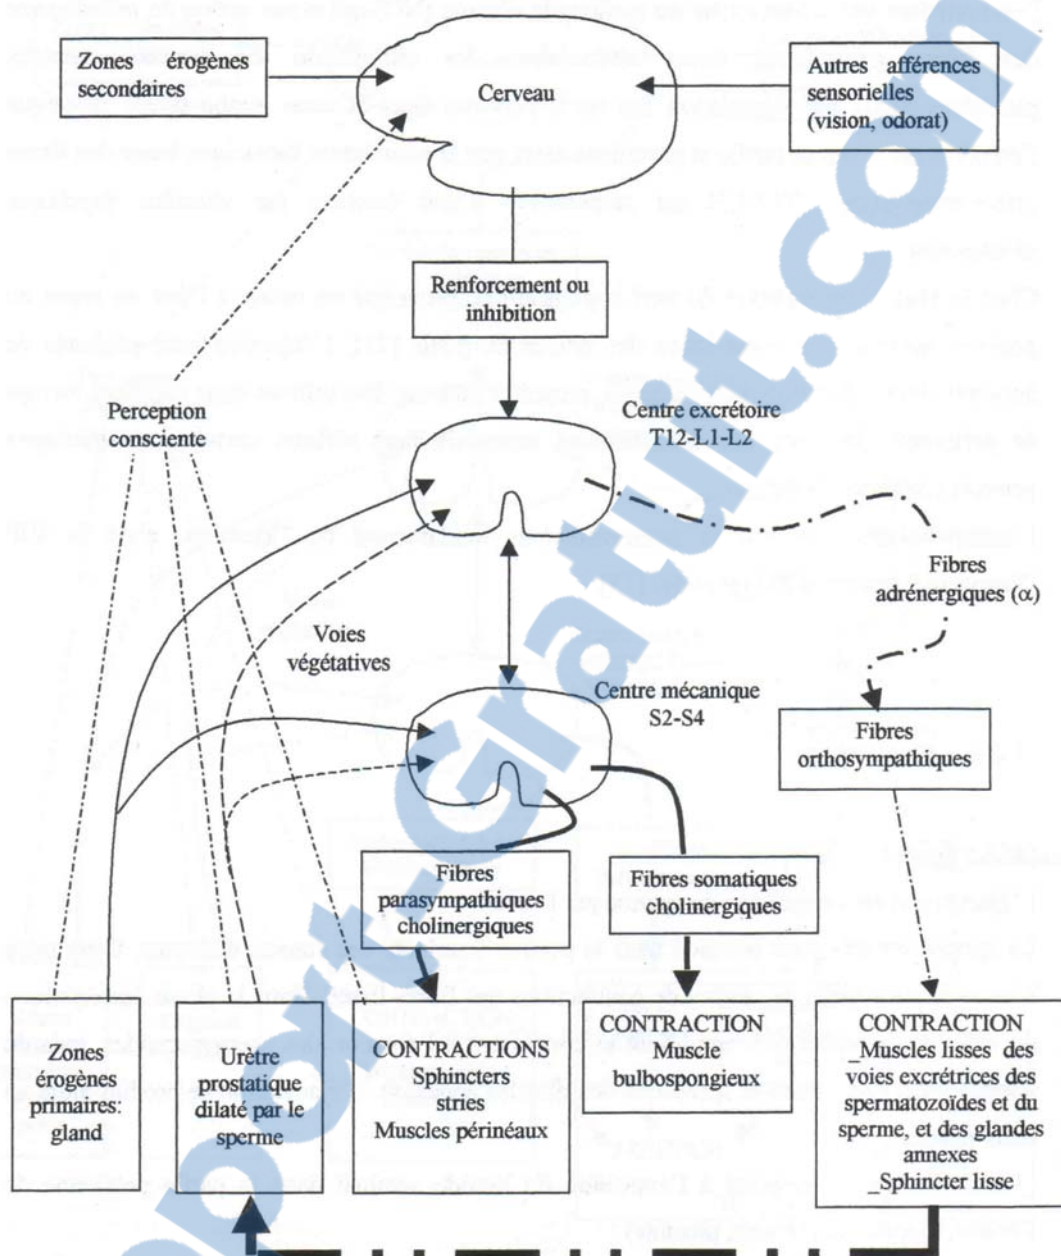 Zones érogènes
secondaires
Cerveau
Autres afférences
sensorielles
(vision, odorat)
Renforcement ou
inhibition
Perception
consciente
Centre excrétoire
T12-L1-L2
Fibres
adrénergiques (α)
Voies
végétatives
Centre mécanique
S2-S4
Fibres
orthosympathiques
Fibres
parasympathiques
cholinergiques
Fibres somatiques
cholinergiques
Zones
érogènes
primaires:
gland
Urètre
prostatique
dilaté par le
sperme
CONTRACTIONS
Sphincters
stries
Muscles périnéaux
CONTRACTION
Muscle
bulbospongieux
CONTRACTION
_Muscles lisses des
voies excrétrices des
spermatozoïdes et du
sperme, et des glandes
annexes
_Sphincter lisse
pport-Gratuit.com